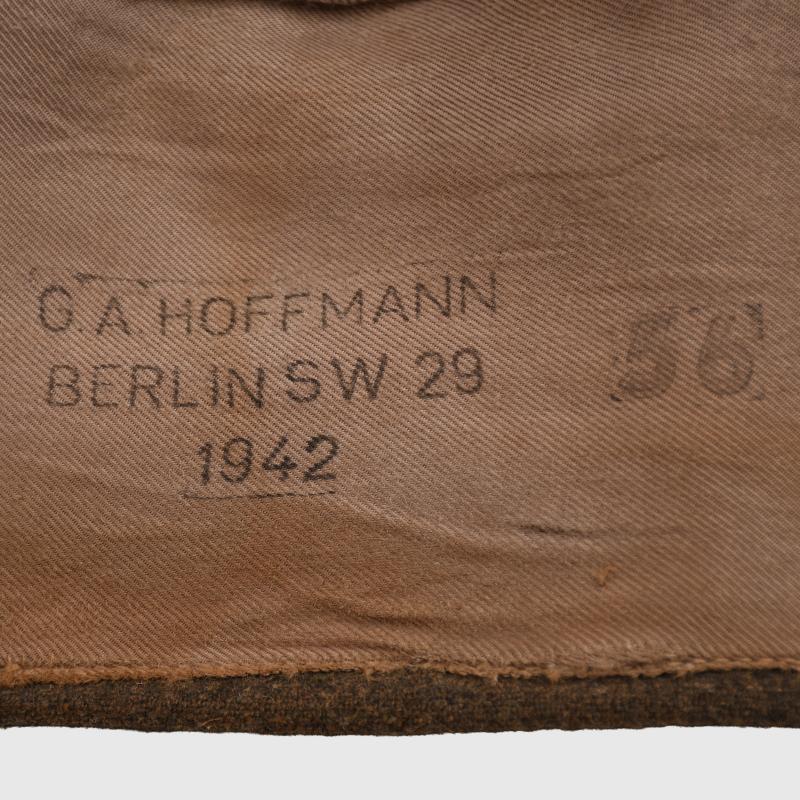 G.A. HOFFMANN
BERLIN SW 29
1942
56